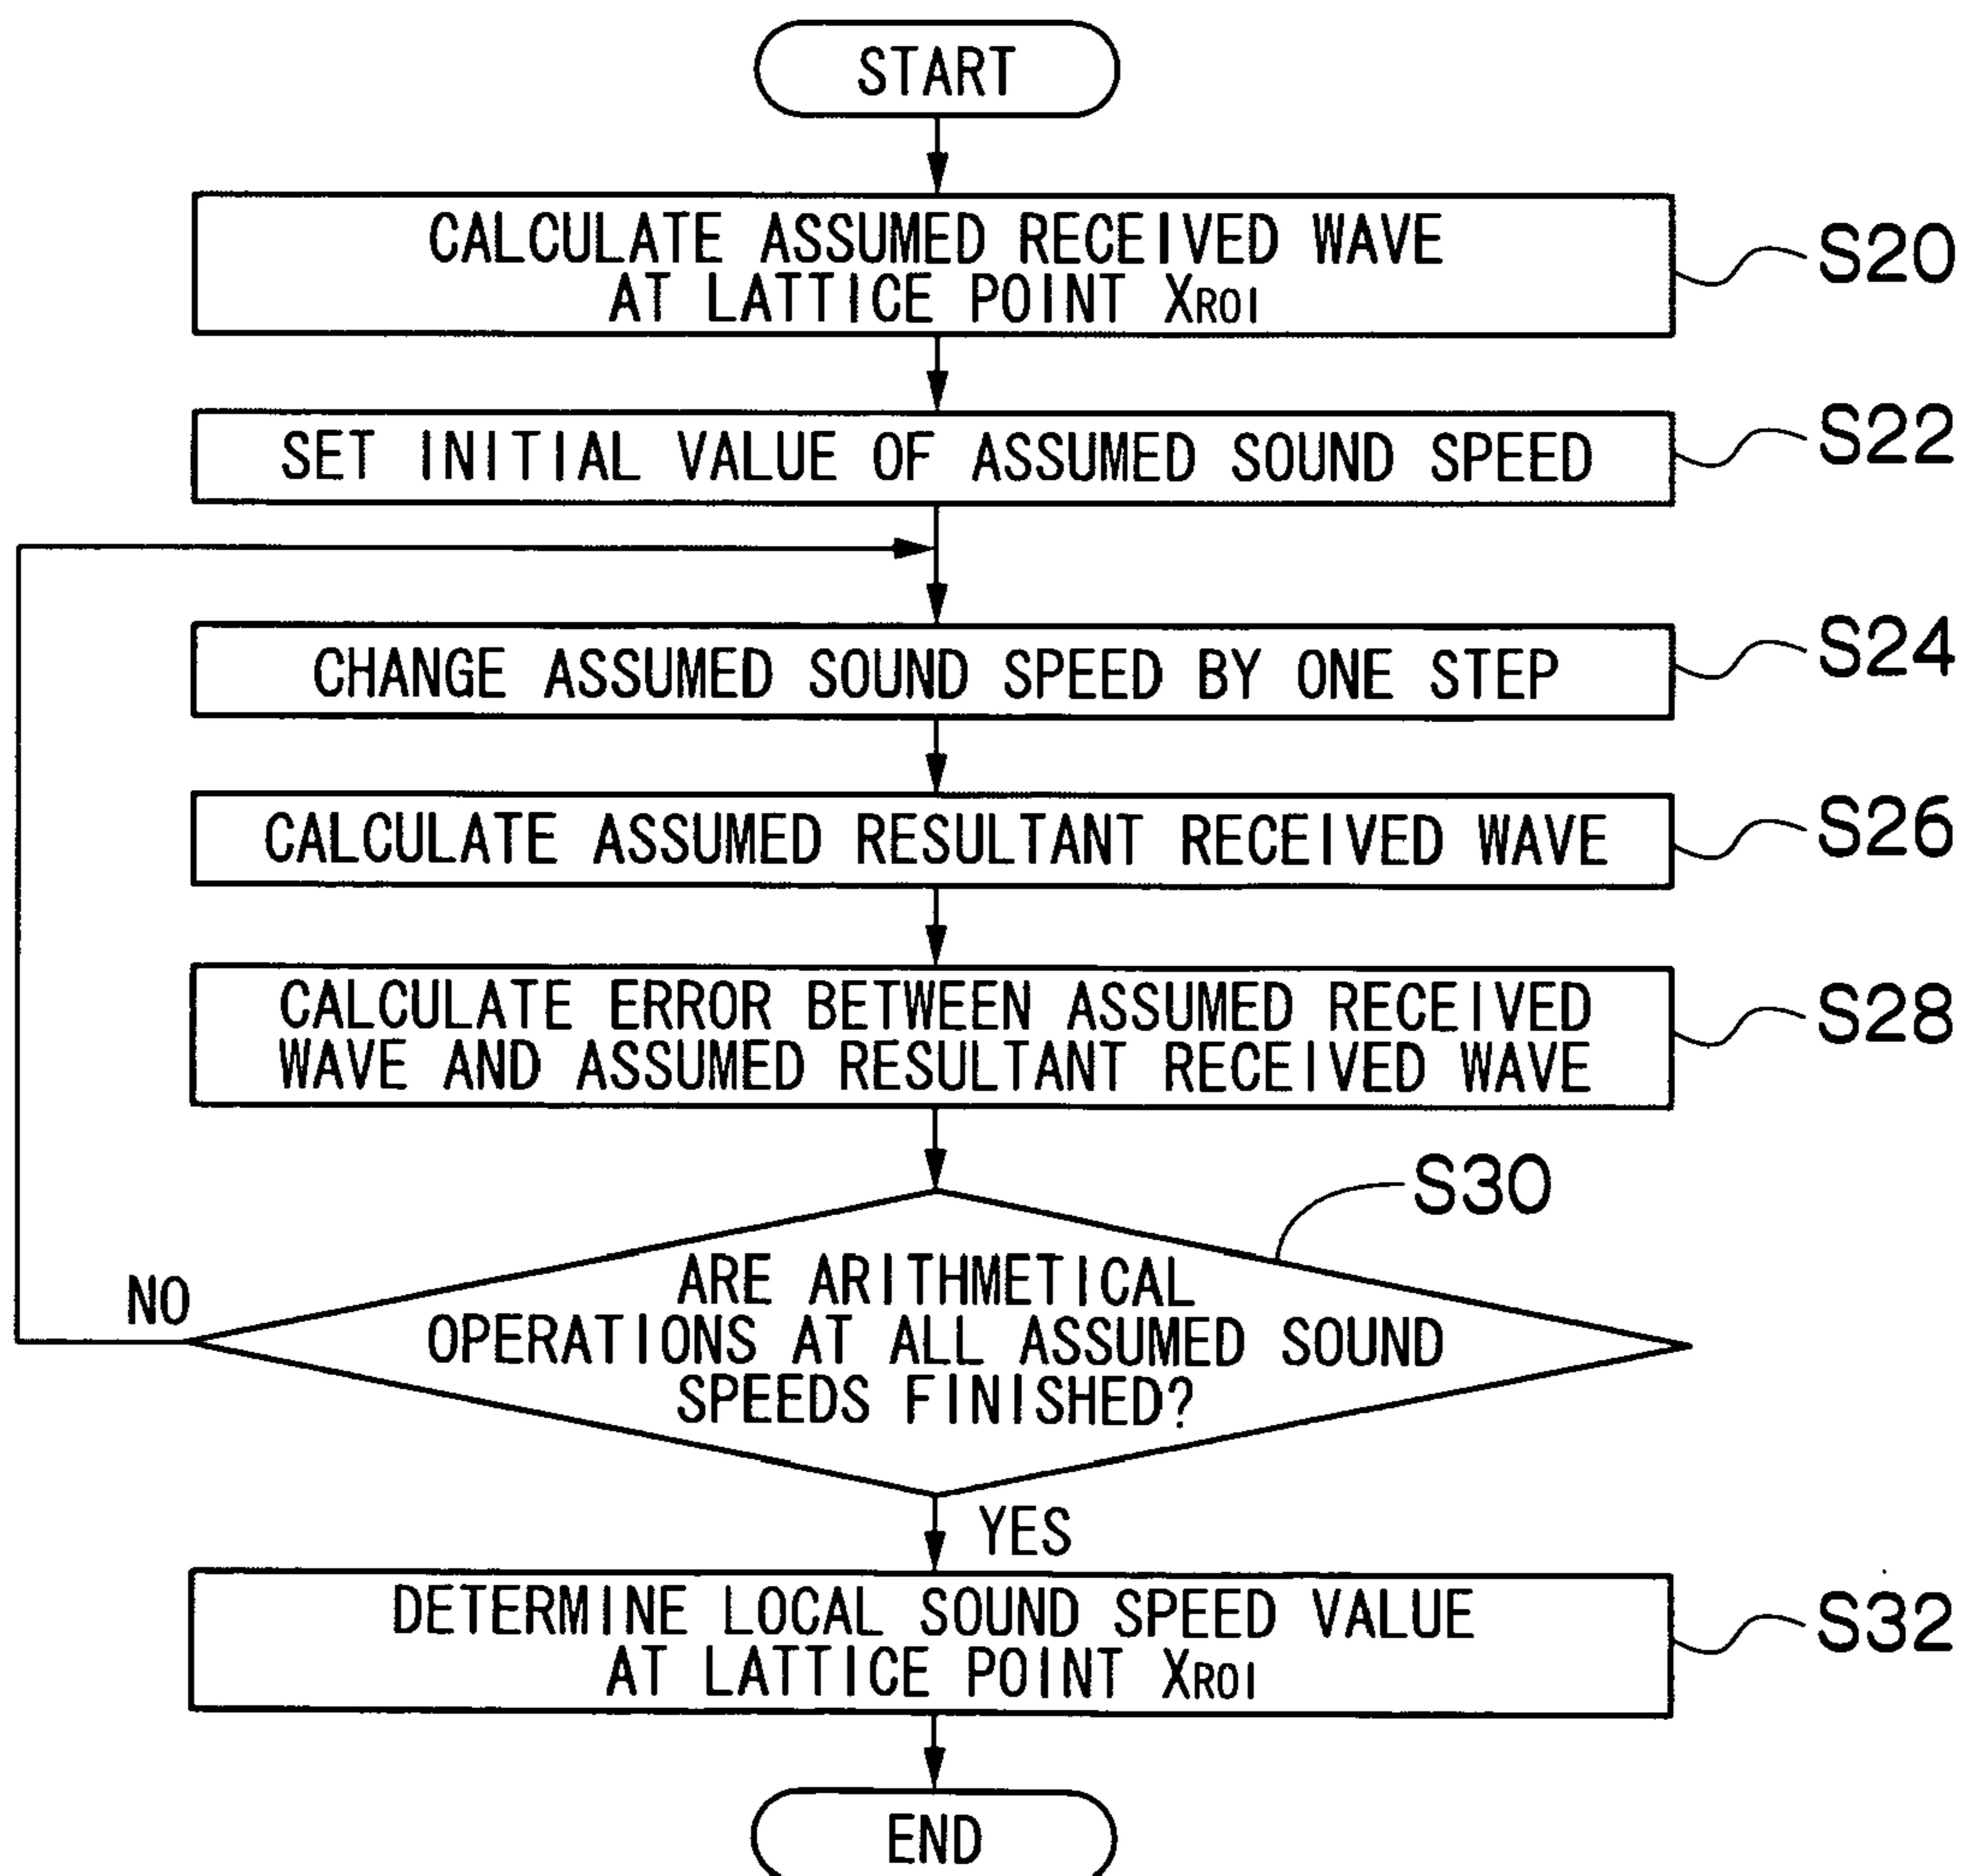 START
CALCULATE ASSUMED RECEIVED WAVE
AT LATTICE POINT XROI
S20
SET INITIAL VALUE OF ASSUMED SOUND SPEED
S22
CHANGE ASSUMED SOUND SPEED BY ONE STEP
S24
CALCULATE ASSUMED RESULTANT RECEIVED WAVE
S26
CALCULATE ERROR BETWEEN ASSUMED RECEIVED
WAVE AND ASSUMED RESULTANT RECEIVED WAVE
S28
S30
ARE ARITHMETICAL
OPERATIONS AT ALL ASSUMED SOUND
SPEEDS FINISHED?
NO
YES
DETERMINE LOCAL SOUND SPEED VALUE
AT LATTICE POINT XROI
S32
END